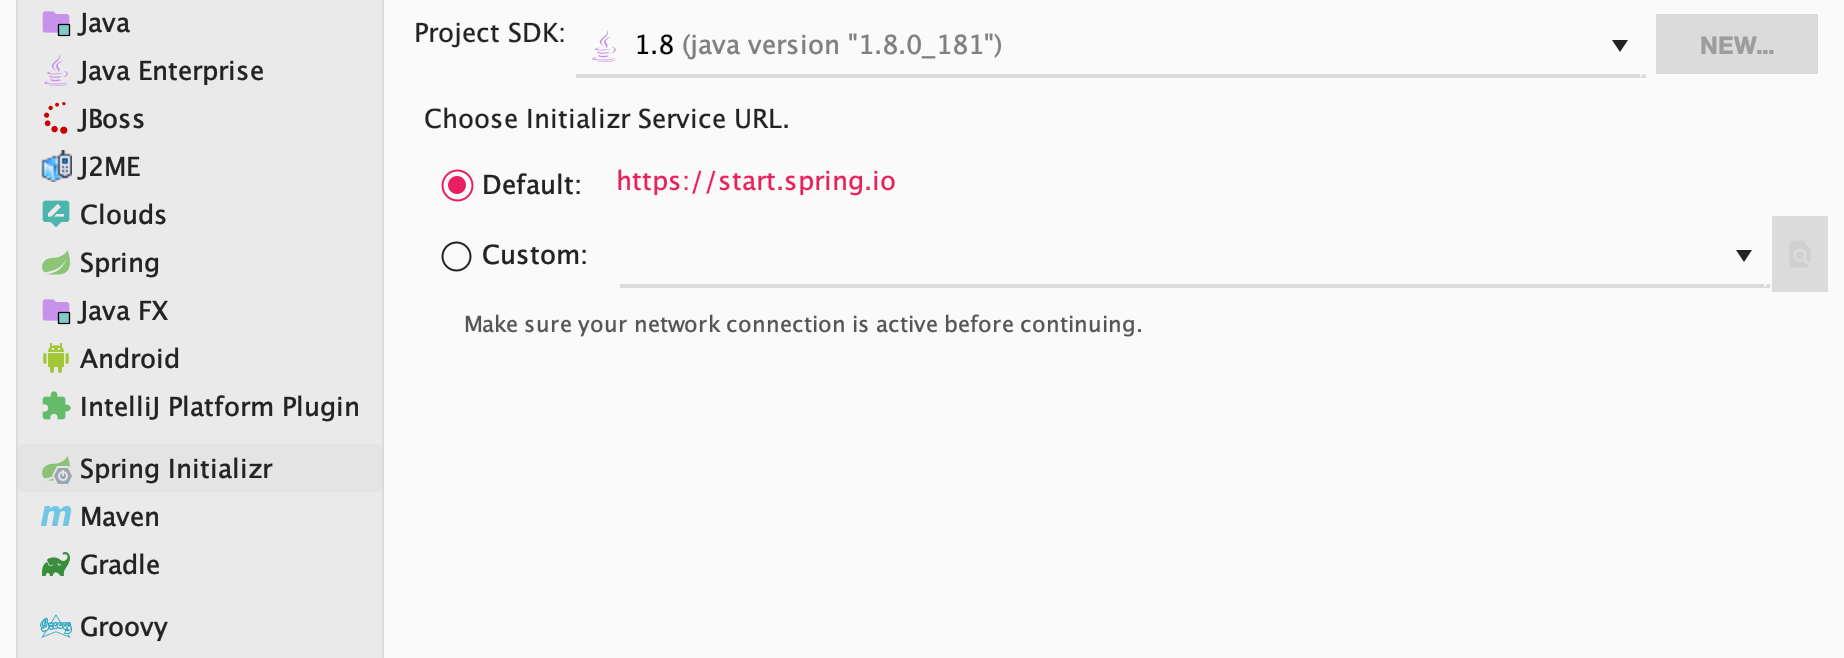 Java
Java Enterprise
JBoss
J2ME
Clouds
Spring
Java FX
Android
IntelliJ Platform Plugin
Spring Initializr
Maven
Gradle
Groovy
Project SDK: 1.8 (java version "1.8.0_181") NEW...
Choose Initializr Service URL.
Default: https://start.spring.io
Custom:
Make sure your network connection is active before continuing.